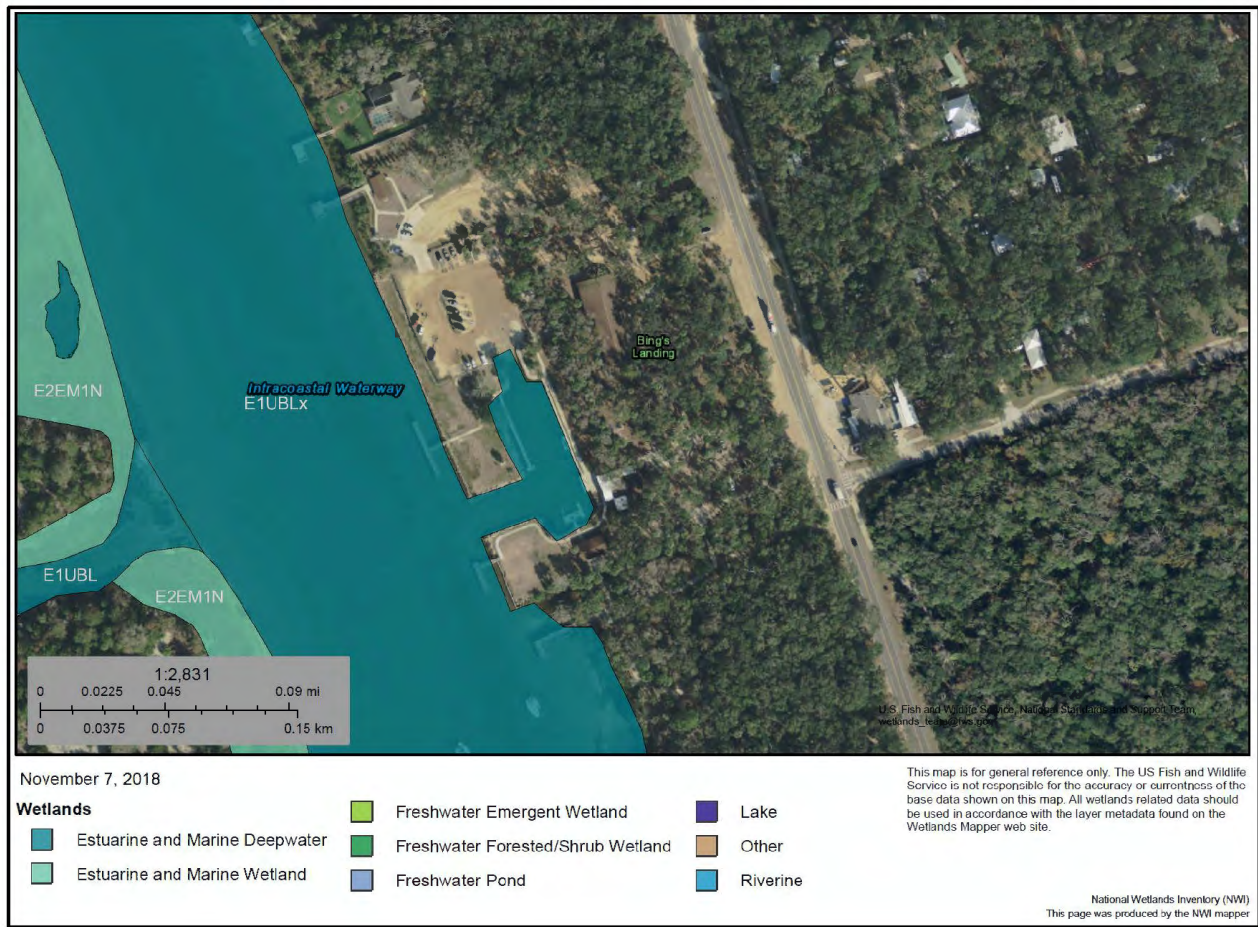 Bing's
Landing
Intracoastal Waterway
E2EM1N
E1UBLx
E1UBL
E2EM1N
1:2,831
0 0.0225 0.045 0.09 mi
0 0.0375 0.075 0.15 km
U.S. Fish and Wildlife Service, National Standards and Support Team,
wetlands_team@fws.gov
November 7, 2018
Wetlands
Estuarine and Marine Deepwater
Estuarine and Marine Wetland
Freshwater Emergent Wetland
Freshwater Forested/Shrub Wetland
Freshwater Pond
Lake
Other
Riverine
This map is for general reference only. The US Fish and Wildlife
Service is not responsible for the accuracy or currentness of the
base data shown on this map. All wetlands related data should
be used in accordance with the layer metadata found on the
Wetlands Mapper web site.
National Wetlands Inventory (NWI)
This page was produced by the NWI mapper